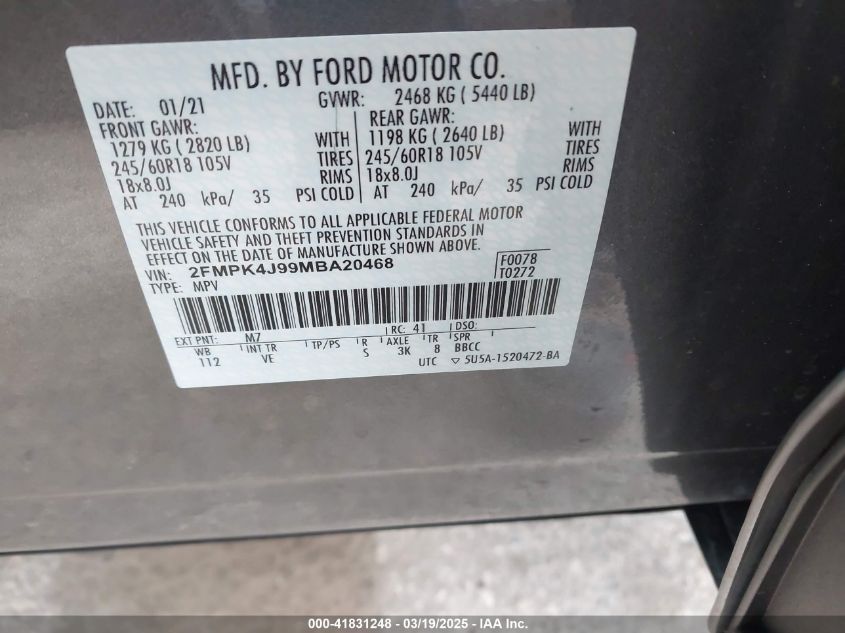 MFD. BY FORD MOTOR CO.
DATE: 01/21 GVWR: 2468 KG ( 5440 LB)
FRONT GAWR: REAR GAWR:
1279 KG ( 2820 LB) WITH 1198 KG ( 2640 LB) WITH
245/60R18 105V TIRES 245/60R18 105V TIRES
18x8.0J RIMS 18x8.0J RIMS
AT 240 kPa/ 35 PSI COLD AT 240 kPa/ 35 PSI COLD
THIS VEHICLE CONFORMS TO ALL APPLICABLE FEDERAL MOTOR
VEHICLE SAFETY AND THEFT PREVENTION STANDARDS IN
EFFECT ON THE DATE OF MANUFACTURE SHOWN ABOVE.
VIN: 2FMPK4J99MBA20468 F0078
TYPE: MPV T0272
EXT PNT: M7 RC: 41 DSO:
WB INT TR TP/PS R AXLE TR SPR
112 VE S 3K 8 BBCC
UTC ▽ 5U5A-1520472-BA
000-41831248 - 03/19/2025 - IAA Inc.